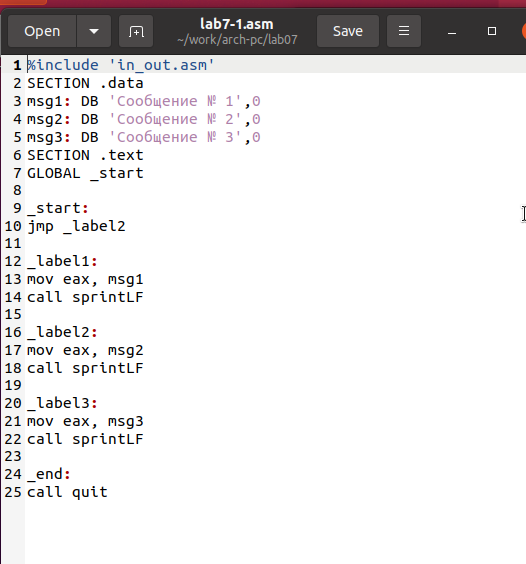 Open
lab7-1.asm
~/work/arch-pc/lab07
Save
1 %include 'in_out.asm'
2 SECTION .data
3 msg1: DB 'Сообщение № 1',0
4 msg2: DB 'Сообщение № 2',0
5 msg3: DB 'Сообщение № 3',0
6 SECTION .text
7 GLOBAL _start
8
9 _start:
10 jmp _label2
11
12 _label1:
13 mov eax, msg1
14 call sprintLF
15
16 _label2:
17 mov eax, msg2
18 call sprintLF
19
20 _label3:
21 mov eax, msg3
22 call sprintLF
23
24 _end:
25 call quit